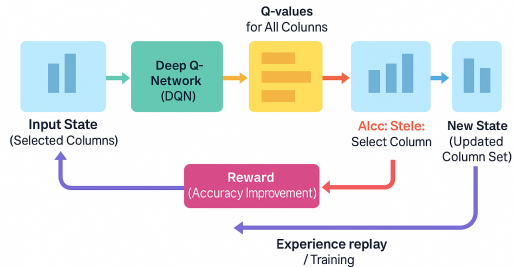 Q-values
for All Columns
Deep Q-
Network
(DQN)
Input State
(Selected Columns)
Alcc: Stele:
Select Column
New State
(Updated
Column Set)
Reward
(Accuracy Improvement)
Experience replay
/ Training